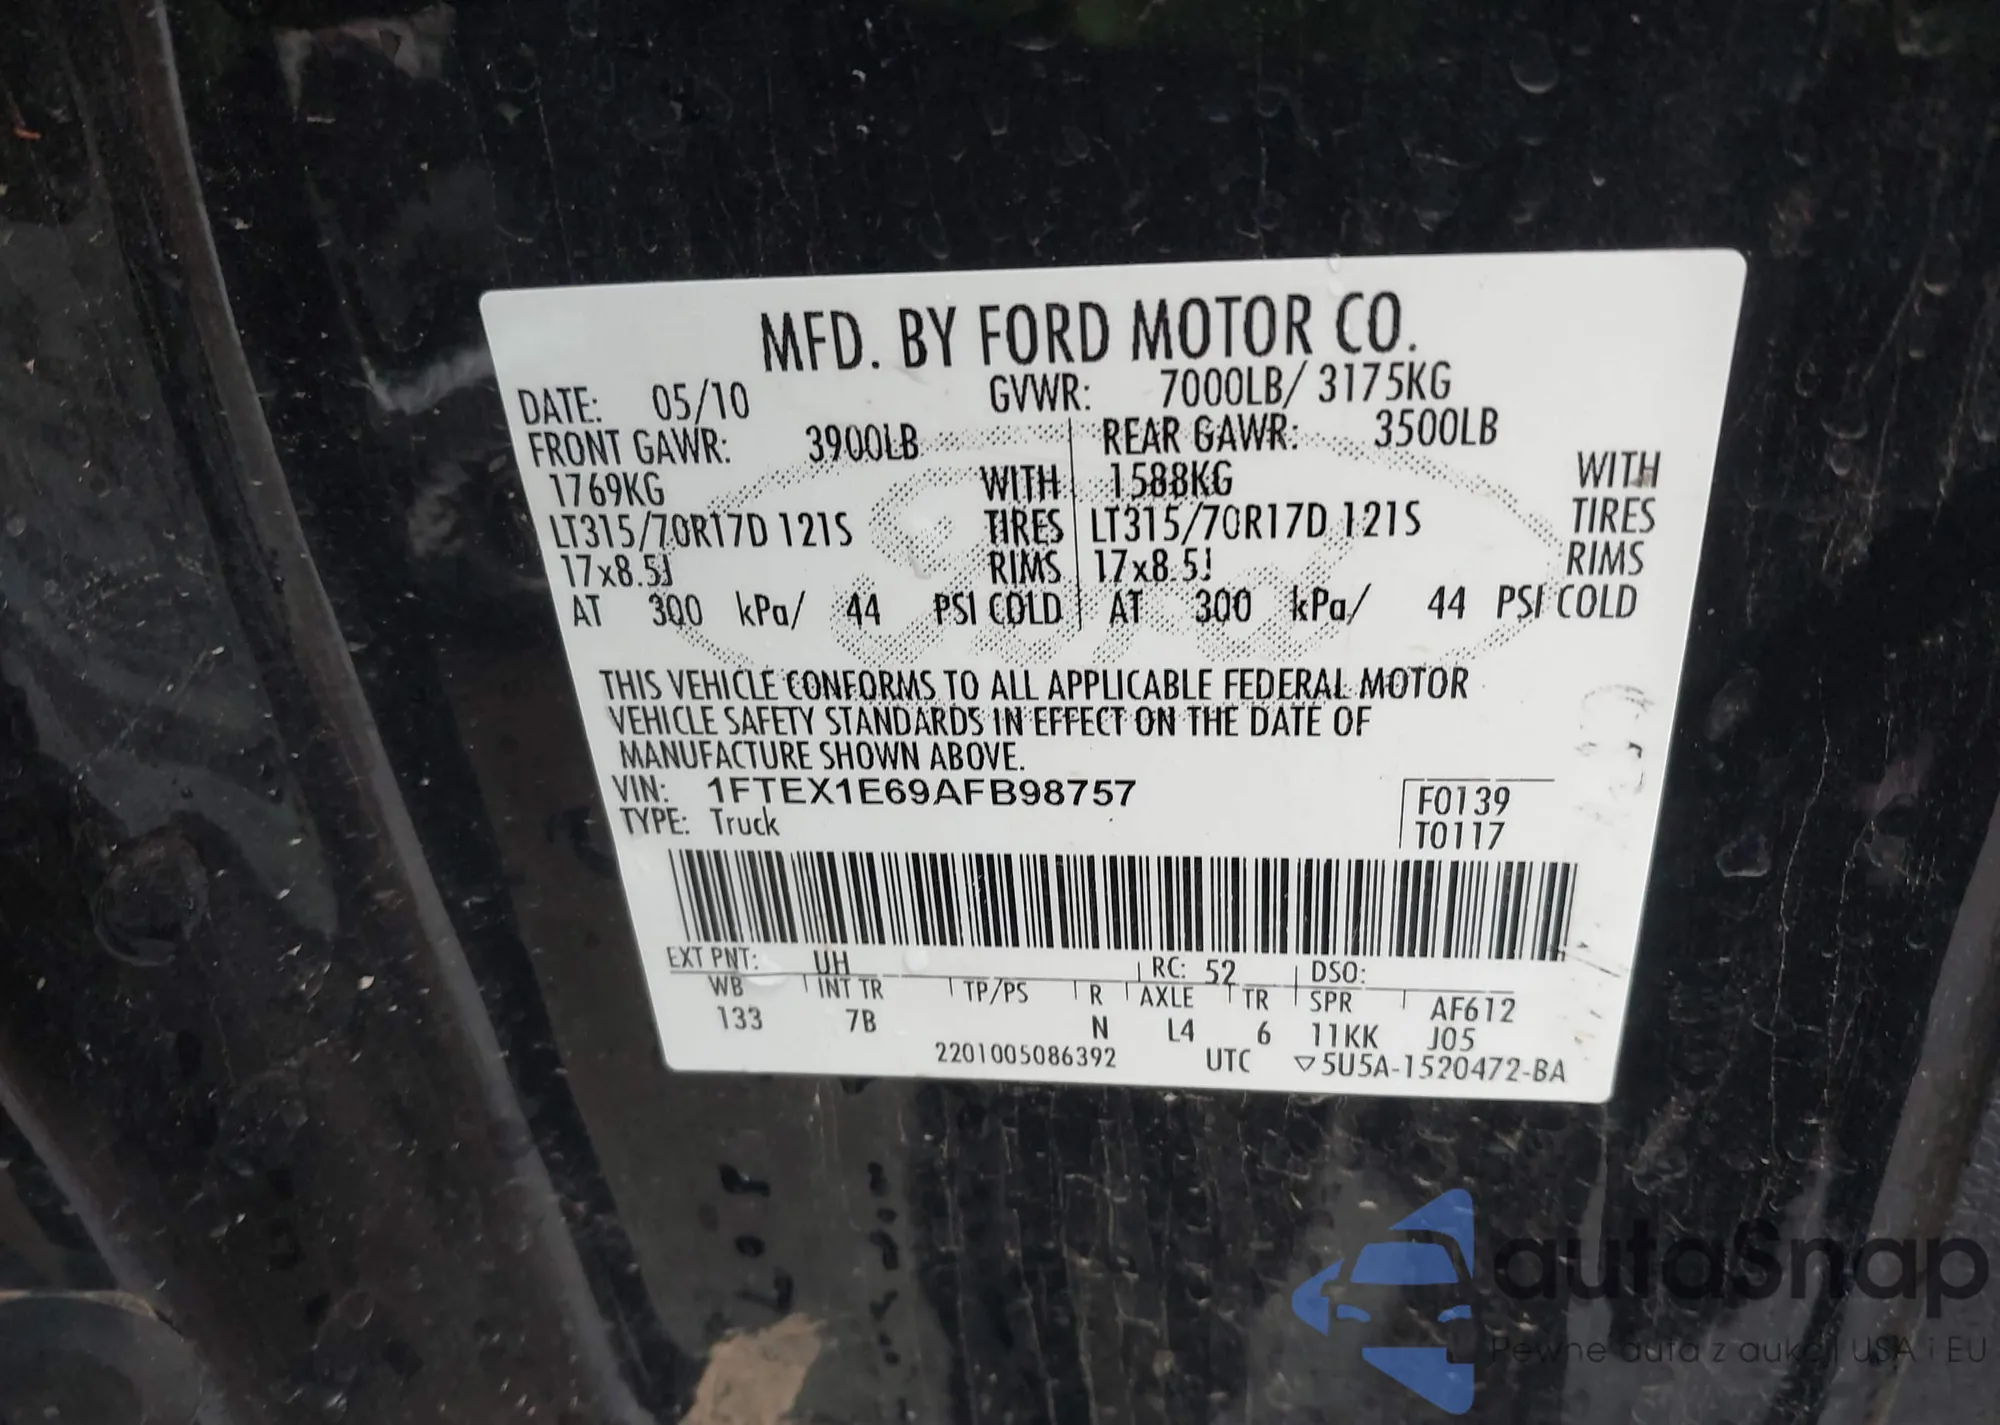 MFD. BY FORD MOTOR CO.
DATE: 05/10 GVWR: 7000LB/ 3175KG
FRONT GAWR: 3900LB REAR GAWR: 3500LB
1769KG WITH 1588KG WITH
LT315/70R17D 121S TIRES LT315/70R17D 121S TIRES
17x8.5J RIMS 17x8.5J RIMS
AT 300 kPa/ 44 PSI COLD AT 300 kPa/ 44 PSI COLD
THIS VEHICLE CONFORMS TO ALL APPLICABLE FEDERAL MOTOR
VEHICLE SAFETY STANDARDS IN EFFECT ON THE DATE OF
MANUFACTURE SHOWN ABOVE.
VIN: 1FTEX1E69AFB98757 F0139
TYPE: Truck T0117
EXT PNT: UH RC: 52 DSO:
WB INT TR TP/PS R AXLE TR SPR AF612
133 7B N L4 6 11KK J05
2201005086392 UTC ▽5U5A-1520472-BA
autaSnap
Pewne auta z aukcji USA i EU